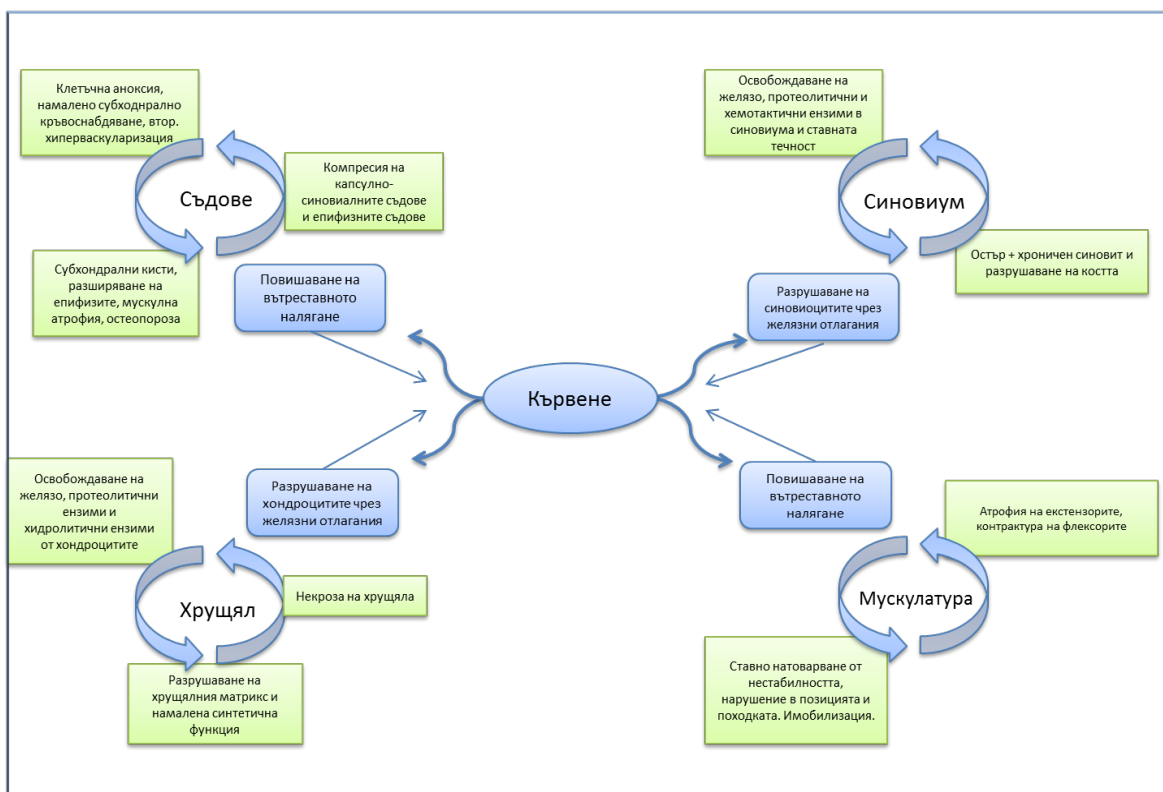 Клетъчна аноксия,
намалено субходнрално
кръвоснабдяване, втор.
хиперваскуларизация
Съдове
Компресия на
капсулно-
синовиалните съдове
и епифизните съдове
Субхондрални кисти,
разширяване на
епифизите, мускулна
атрофия, остеопороза
Повишаване на
вътреставното
налягане
Освобождаване на
желязо, протеолитични и
хемотактични ензими в
синовиума и ставната
течност
Синовиум
Остър + хроничен синовит и
разрушаване на костта
Разрушаване на
синовиоцитите чрез
железни отлагания
Кървене
Освобождаване на
желязо, протеолитични
ензими и
хидролитични ензими
от хондроцитите
Разрушаване на
хондроцитите чрез
железни отлагания
Хрущял
Некроза на хрущяла
Разрушаване на
хрущялния матрикс и
намалена синтетична
функция
Повишаване на
вътреставното
налягане
Атрофия на екстензорите,
контрактура на флексорите
Мускулатура
Ставно натоварване от
нестабилността,
нарушение в позицията и
походката. Имобилизация.